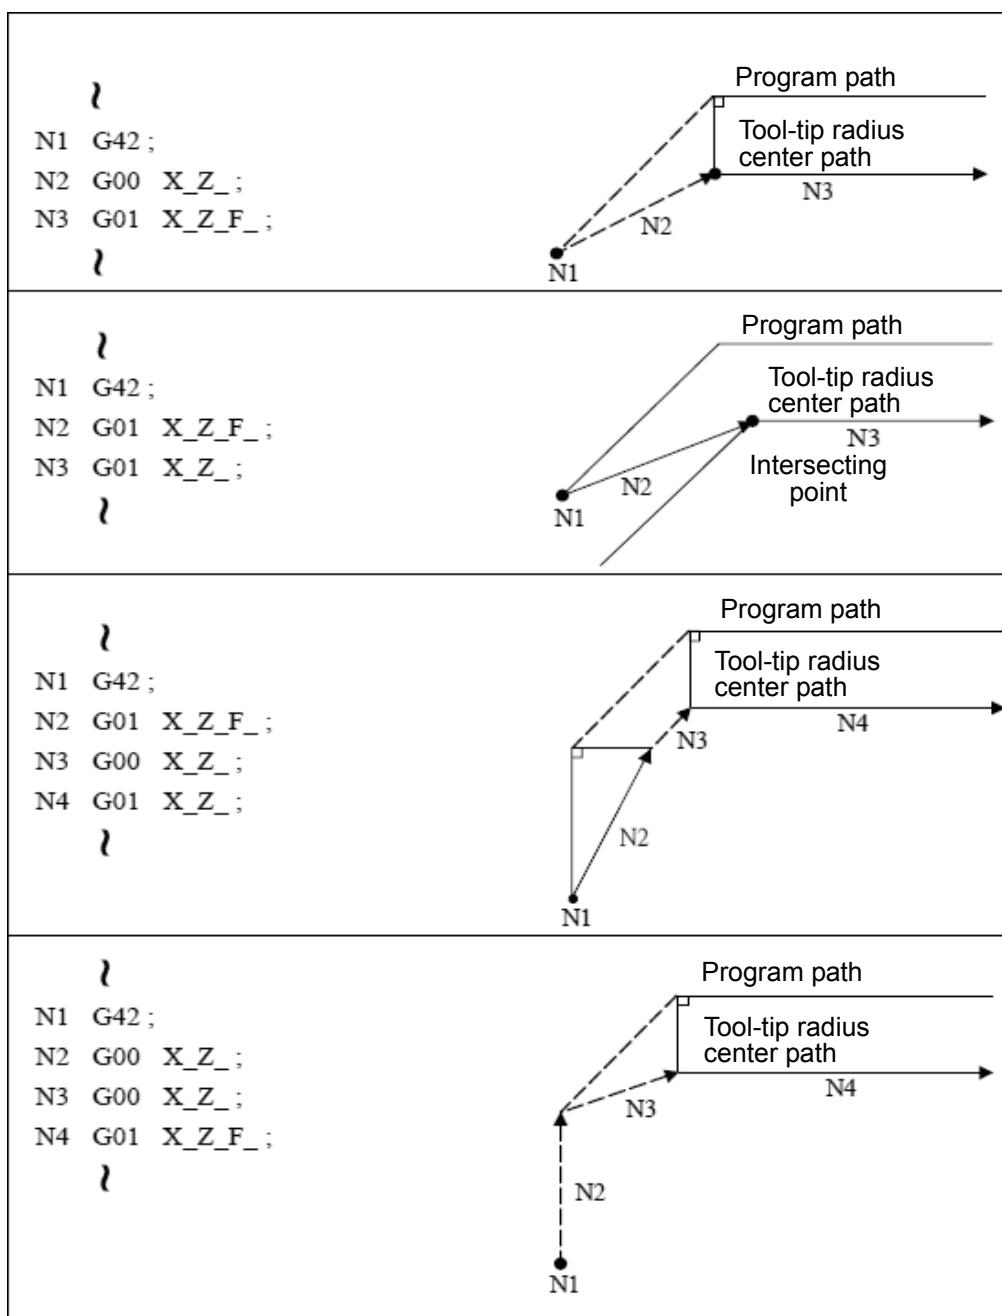 N1 G42 ;
N2 G00 X_Z_ ;
N3 G01 X_Z_F_ ;
Program path
Tool-tip radius
center path
N3
N2
N1
N1 G42 ;
N2 G01 X_Z_F_ ;
N3 G01 X_Z_ ;
Program path
Tool-tip radius
center path
N3
Intersecting
point
N2
N1
N1 G42 ;
N2 G01 X_Z_F_ ;
N3 G00 X_Z_ ;
N4 G01 X_Z_ ;
Program path
Tool-tip radius
center path
N4
N3
N2
N1
N1 G42 ;
N2 G00 X_Z_ ;
N3 G00 X_Z_ ;
N4 G01 X_Z_F_ ;
Program path
Tool-tip radius
center path
N4
N3
N2
N1